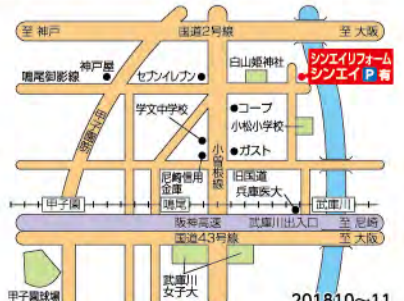 至 神戸
国道2号線
至 大阪
神戸屋
鳴尾御影線
セブンイレブン
白山姫神社
シンエイリフォーム
シンエイ P 有
甲子園筋
学文中学校
コープ
小松小学校
小曽根線
ガスト
尼崎信用
金庫
旧国道
兵庫医大
甲子園
鳴尾
武庫川
阪神高速
武庫川出入口
至 尼崎
国道43号線
至 大阪
甲子園球場
武庫川
女子大
201810~11